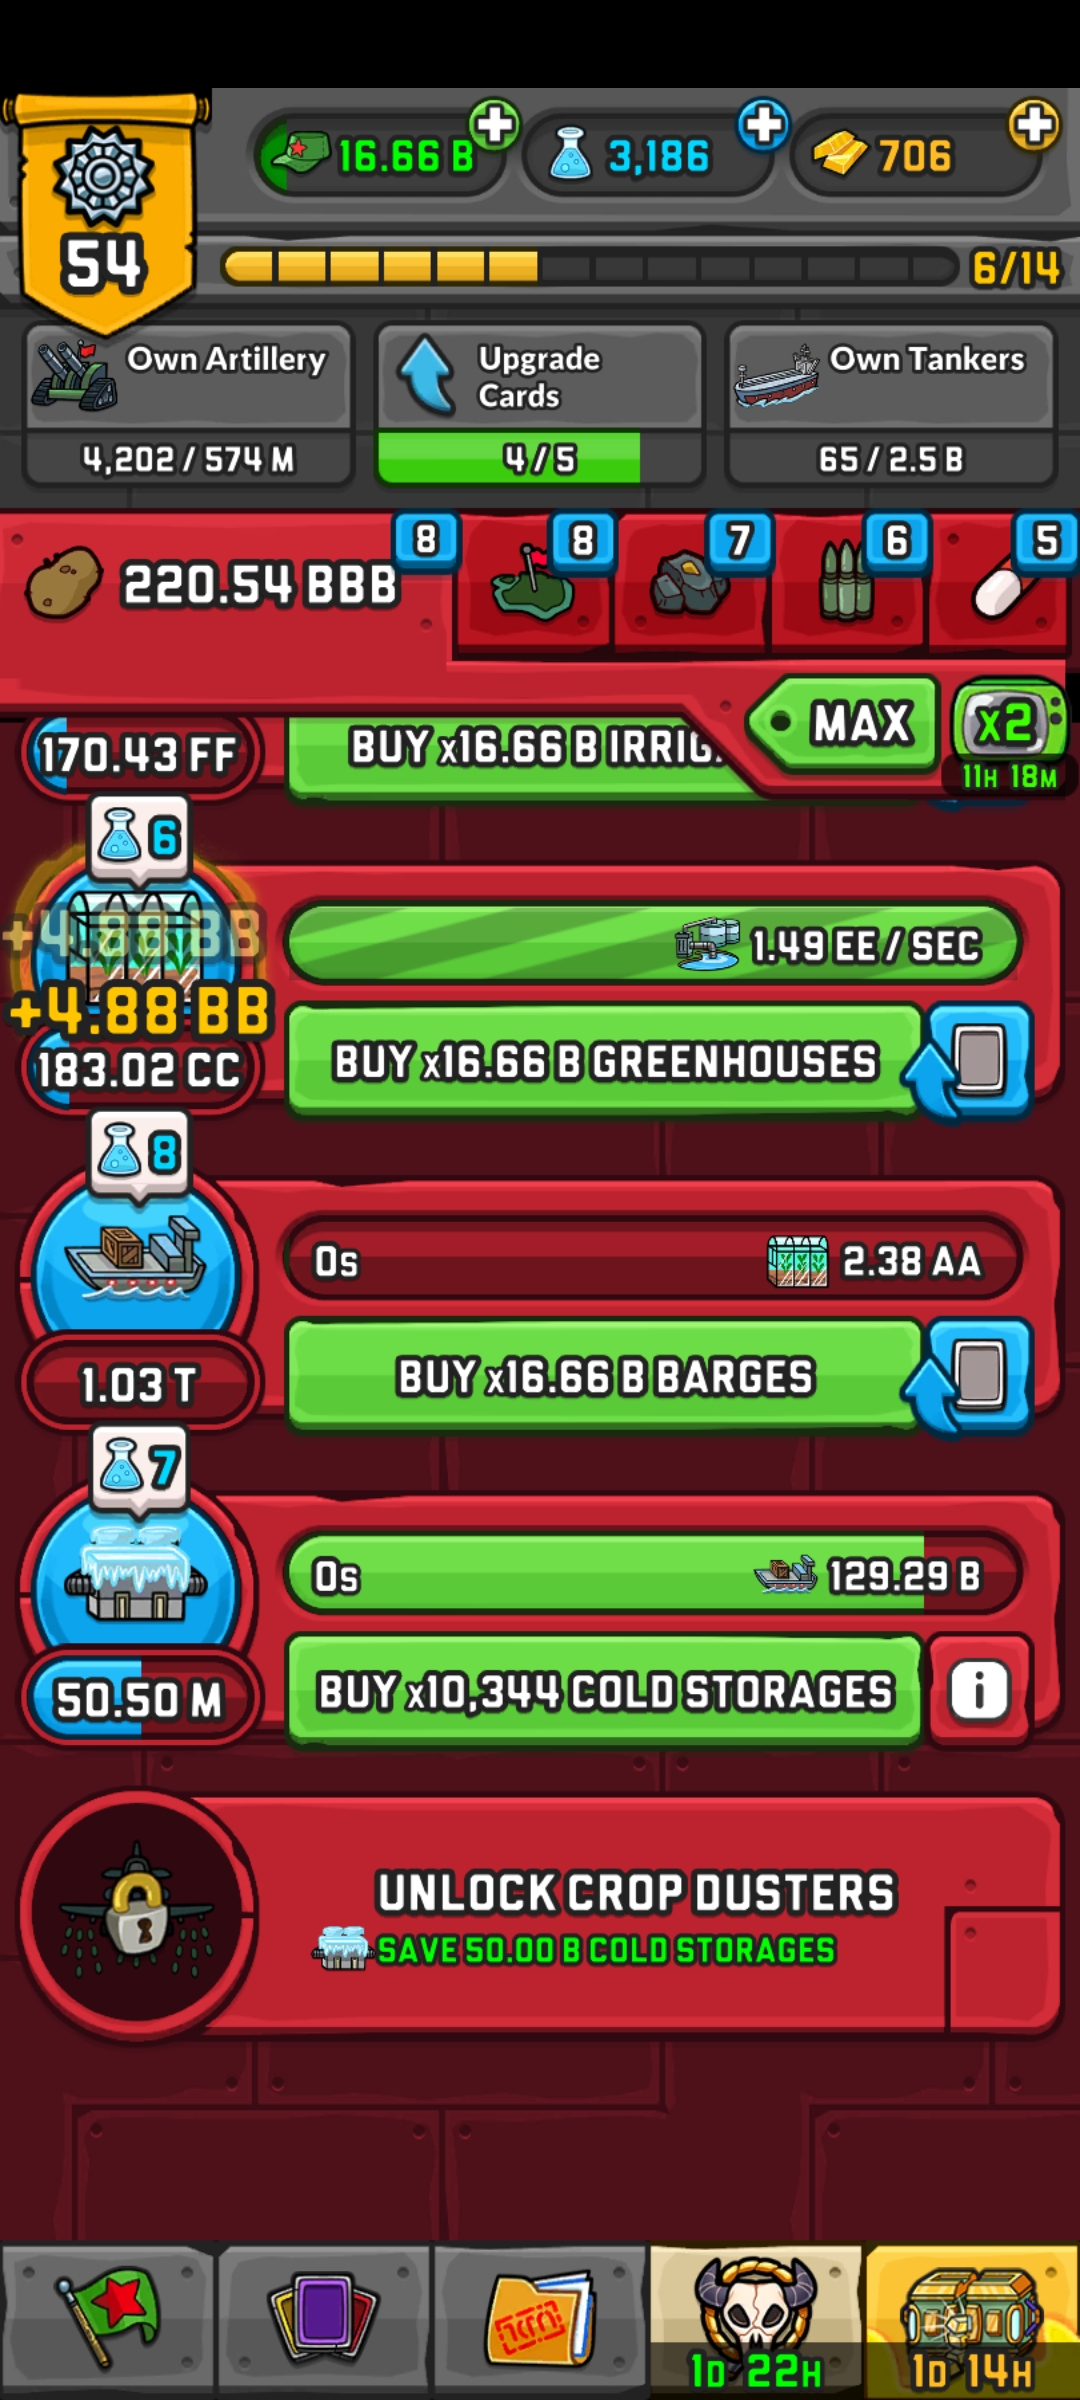 16.66 B
3,186
706
54
6/14
Own Artillery
4,202 / 574 M
Upgrade
Cards
4 / 5
Own Tankers
65 / 2.5 B
220.54 BBB
8
8
7
6
5
MAX
x2
11H 18M
170.43 FF
BUY x16.66 B IRRIG
6
+4.88 BB
+4.88 BB
183.02 CC
1.49 EE / SEC
BUY x16.66 B GREENHOUSES
8
0s
2.38 AA
1.03 T
BUY x16.66 B BARGES
7
0s
129.29 B
50.50 M
BUY x10,344 COLD STORAGES
i
UNLOCK CROP DUSTERS
SAVE 50.00 B COLD STORAGES
1D 22H
1D 14H